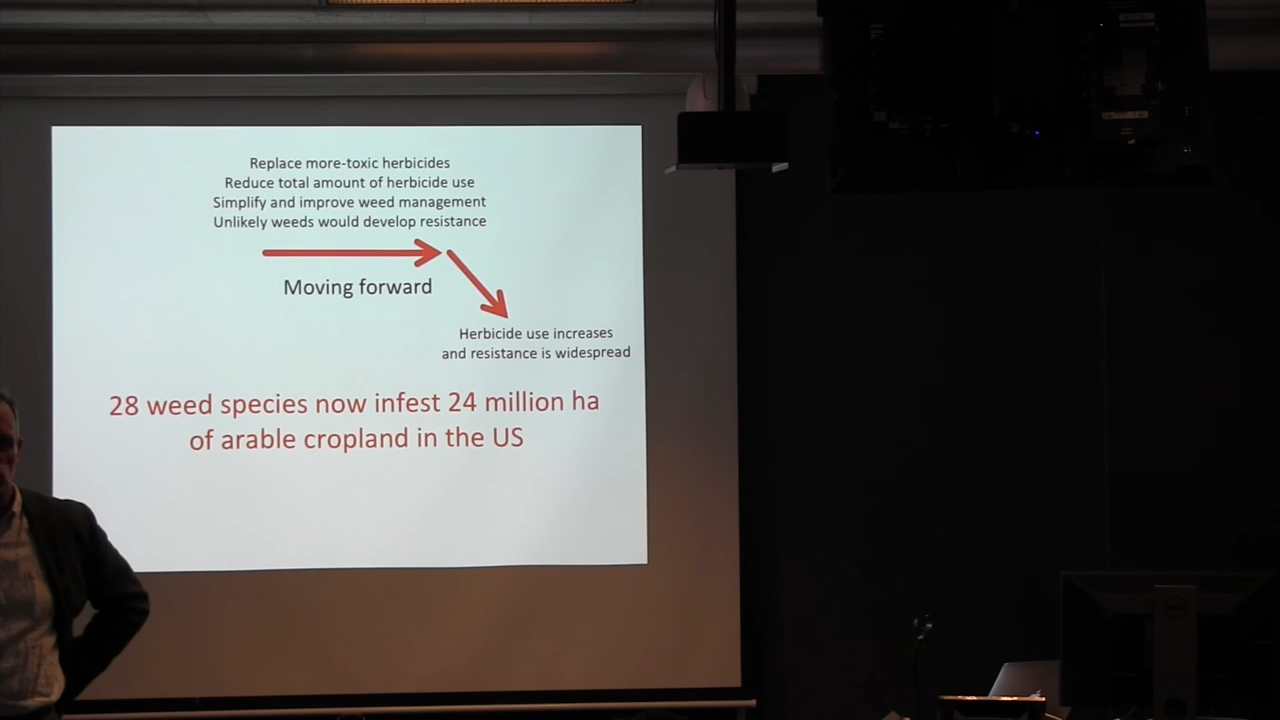 Replace more-toxic herbicides
Reduce total amount of herbicide use
Simplify and improve weed management
Unlikely weeds would develop resistance
Moving forward
Herbicide use increases
and resistance is widespread
28 weed species now infest 24 million ha
of arable cropland in the US